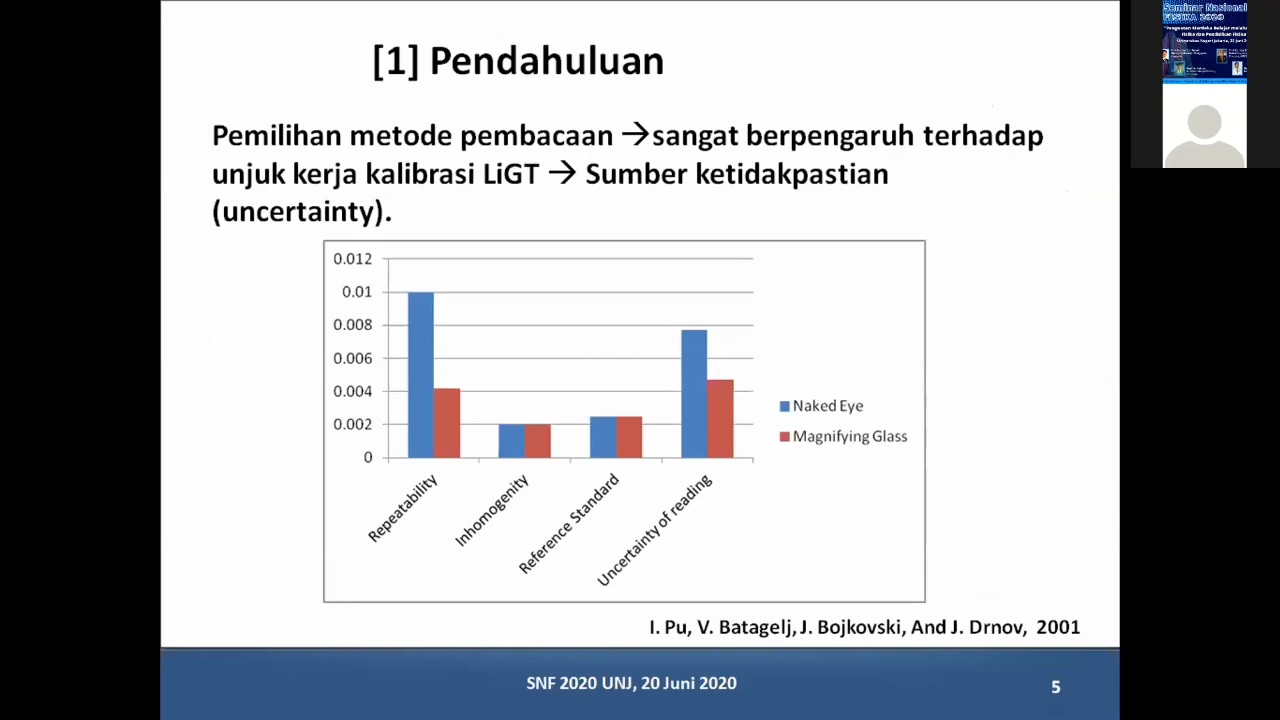 [1] Pendahuluan
Pemilihan metode pembacaan →sangat berpengaruh terhadap
unjuk kerja kalibrasi LiGT → Sumber ketidakpastian
(uncertainty).
0.012
0.01
0.008
0.006
0.004
0.002
0
Repeatability
Inhomogenity
Reference Standard
Uncertainty of reading
Naked Eye
Magnifying Glass
I. Pu, V. Batagelj, J. Bojkovski, And J. Drnov, 2001
SNF 2020 UNJ, 20 Juni 2020
5
Seminar Nasional
FISIKA 2020